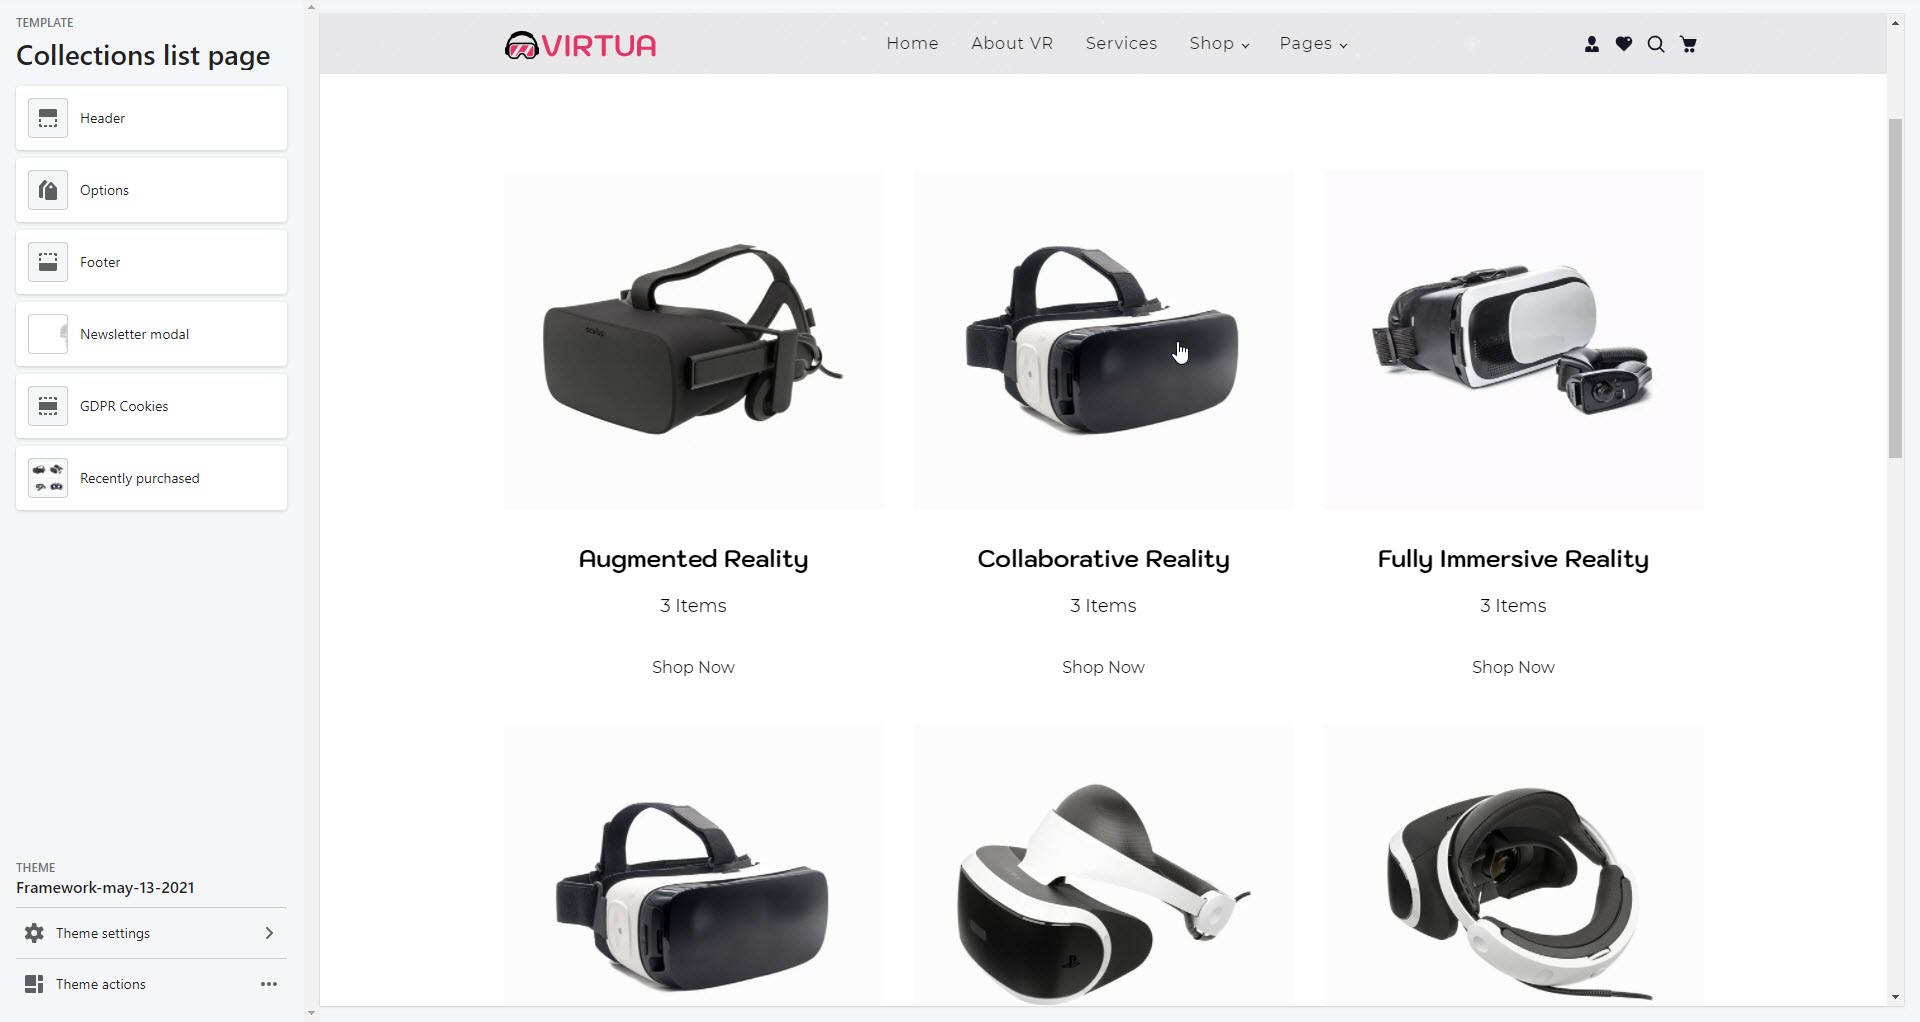 TEMPLATE
Collections list page
Header
Options
Footer
Newsletter modal
GDPR Cookies
Recently purchased
THEME
Framework-may-13-2021
Theme settings
Theme actions
VIRTUA
Home About VR Services Shop Pages
oculus
Augmented Reality Collaborative Reality Fully Immersive Reality
3 Items 3 Items 3 Items
Shop Now Shop Now Shop Now